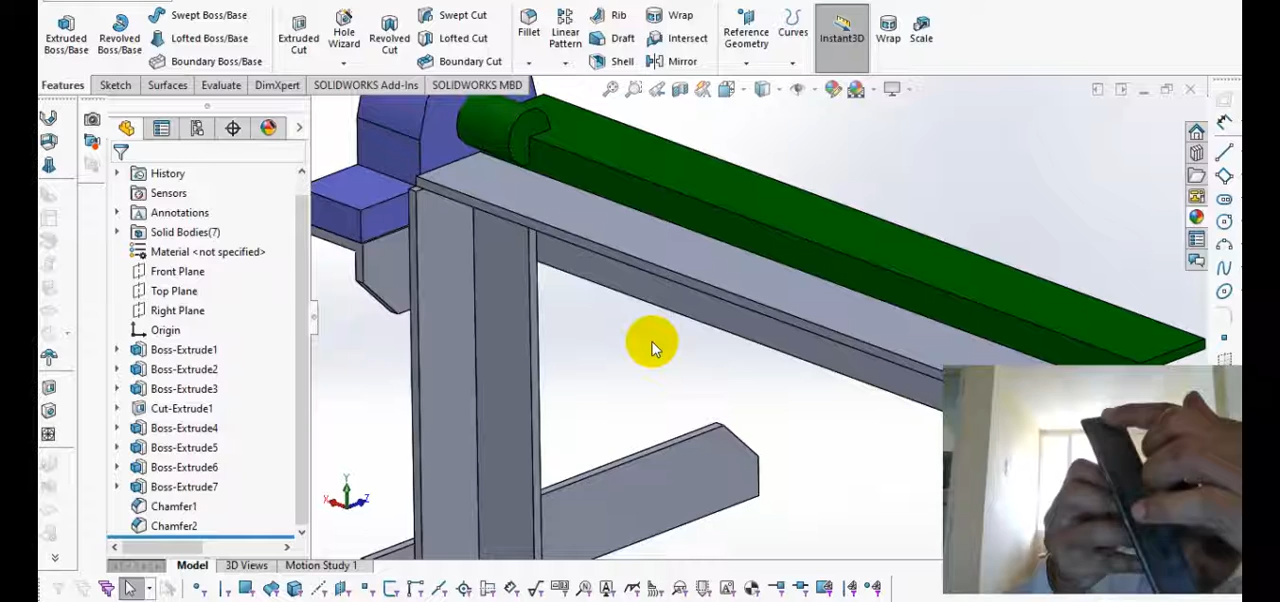 Extruded Boss/Base
Revolved Boss/Base
Swept Boss/Base
Lofted Boss/Base
Boundary Boss/Base
Extruded Cut
Hole Wizard
Revolved Cut
Swept Cut
Lofted Cut
Boundary Cut
Fillet
Linear Pattern
Rib
Draft
Shell
Wrap
Intersect
Mirror
Reference Geometry
Curves
Instant3D
Wrap
Scale
Features
Sketch
Surfaces
Evaluate
DimXpert
SOLIDWORKS Add-Ins
SOLIDWORKS MBD
History
Sensors
Annotations
Solid Bodies(7)
Material <not specified>
Front Plane
Top Plane
Right Plane
Origin
Boss-Extrude1
Boss-Extrude2
Boss-Extrude3
Cut-Extrude1
Boss-Extrude4
Boss-Extrude5
Boss-Extrude6
Boss-Extrude7
Chamfer1
Chamfer2
Y
X
Z
Model
3D Views
Motion Study 1